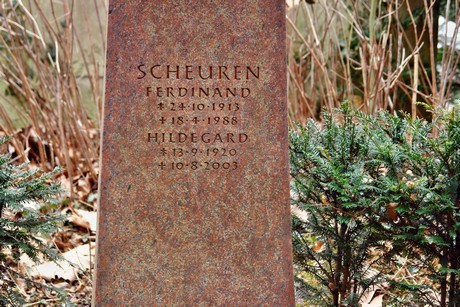 SCHEUREN
FERDINAND
*24·10·1913
+18·4·1988
HILDEGARD
*13·9·1920
+10·8·2003